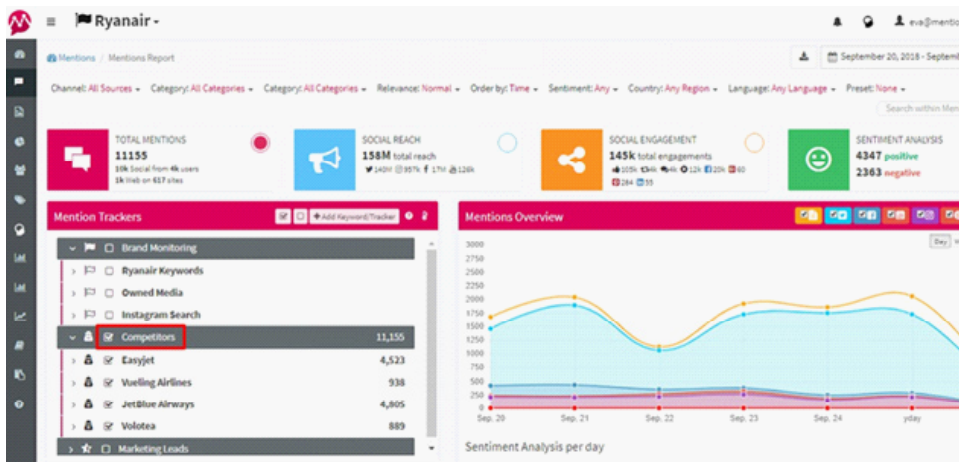 Ryanair
Mentions / Mentions Report
September 20, 2018 - Septemb
Channel: All Sources Category: All Categories Category: All Categories Relevance: Normal Order by: Time Sentiment: Any Country: Any Region Language: Any Language Preset: None
Search within Men
TOTAL MENTIONS
11155
10k Social from 4k users
1k Web on 617 sites
SOCIAL REACH
158M total reach
SOCIAL ENGAGEMENT
145k total engagements
SENTIMENT ANALYSIS
4347 positive
2363 negative
Mention Trackers
+Add Keyword/Tracker
Brand Monitoring
Ryanair Keywords
Owned Media
Instagram Search
Competitors 11,155
Easyjet 4,523
Vueling Airlines 938
JetBlue Airways 4,805
Volotea 889
Marketing Leads
Mentions Overview
Day
3000
2750
2500
2250
2000
1750
1500
1250
1000
750
500
250
0
Sep. 20 Sep. 21 Sep. 22 Sep. 23 Sep. 24 yday
Sentiment Analysis per day